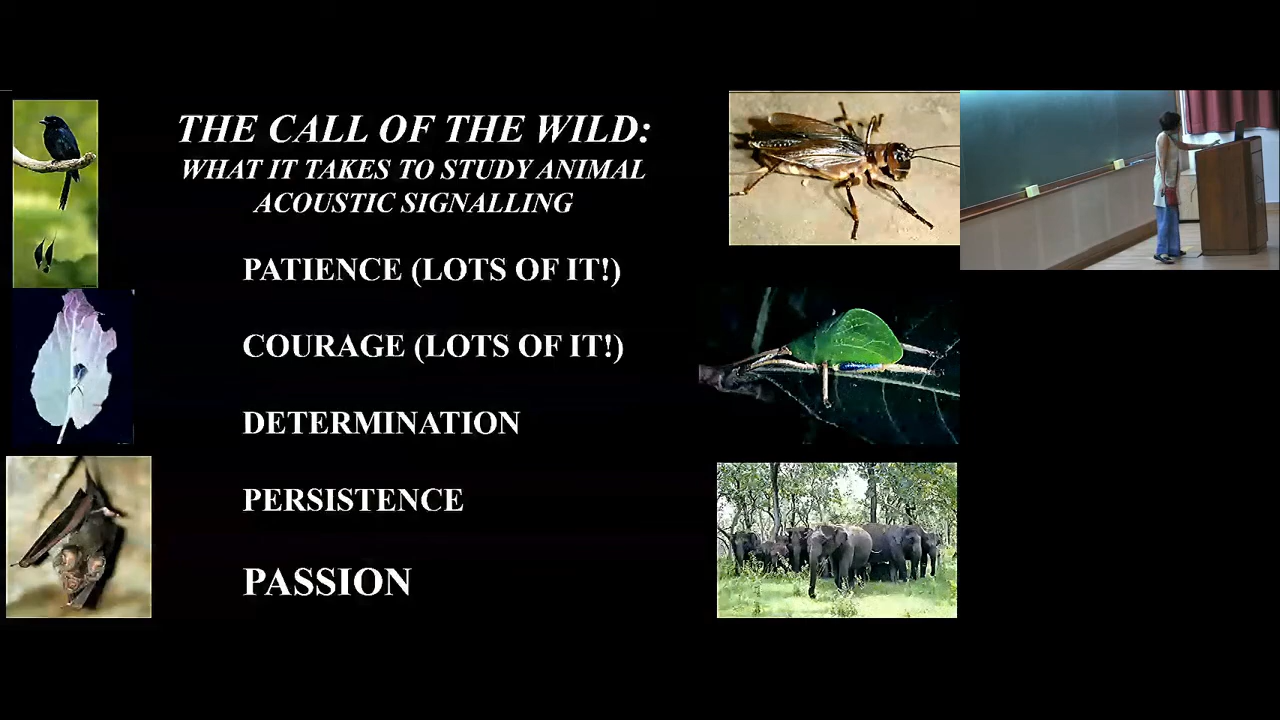 THE CALL OF THE WILD:
WHAT IT TAKES TO STUDY ANIMAL
ACOUSTIC SIGNALLING
PATIENCE (LOTS OF IT!)
COURAGE (LOTS OF IT!)
DETERMINATION
PERSISTENCE
PASSION